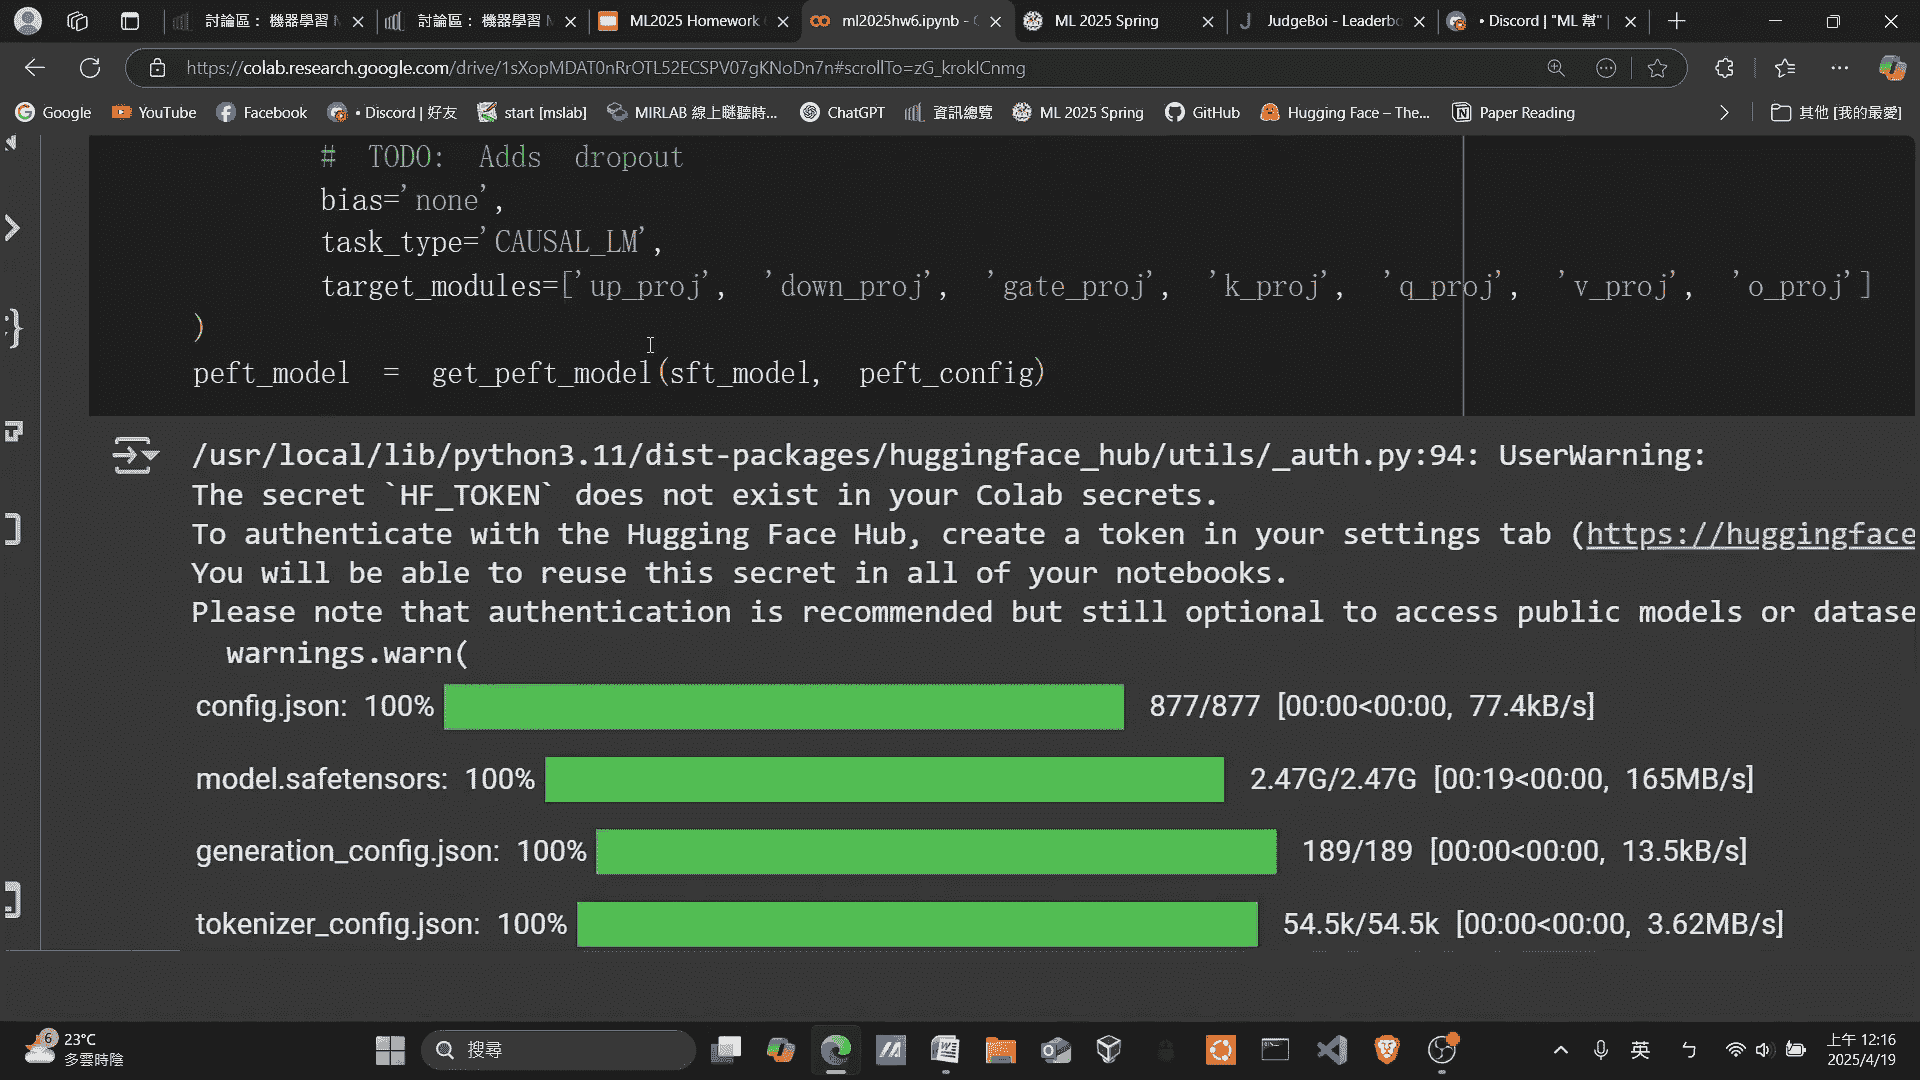 討論區： 機器學習
討論區： 機器學習
ML2025 Homework
ml2025hw6.ipynb -
ML 2025 Spring
JudgeBoi - Leaderbo
• Discord | "ML 幫" |
https://colab.research.google.com/drive/1sXopMDAT0nRrOTL52ECSPV07gKNoDn7n#scrollTo=zG_krokICnmg
Google
YouTube
Facebook
• Discord | 好友
start [mslab]
MIRLAB 線上瞇聽時...
ChatGPT
資訊總覽
ML 2025 Spring
GitHub
Hugging Face – The...
Paper Reading
其他 [我的最愛]
# TODO: Adds dropout
bias='none',
task_type='CAUSAL_LM',
target_modules=['up_proj', 'down_proj', 'gate_proj', 'k_proj', 'q_proj', 'v_proj', 'o_proj']
)
peft_model = get_peft_model(sft_model, peft_config)
/usr/local/lib/python3.11/dist-packages/huggingface_hub/utils/_auth.py:94: UserWarning:
The secret `HF_TOKEN` does not exist in your Colab secrets.
To authenticate with the Hugging Face Hub, create a token in your settings tab (https://huggingface
You will be able to reuse this secret in all of your notebooks.
Please note that authentication is recommended but still optional to access public models or datase
warnings.warn(
config.json: 100% 877/877 [00:00<00:00, 77.4kB/s]
model.safetensors: 100% 2.47G/2.47G [00:19<00:00, 165MB/s]
generation_config.json: 100% 189/189 [00:00<00:00, 13.5kB/s]
tokenizer_config.json: 100% 54.5k/54.5k [00:00<00:00, 3.62MB/s]
6
23°C
多雲時陰
搜尋
英
ㄅ
上午 12:16
2025/4/19